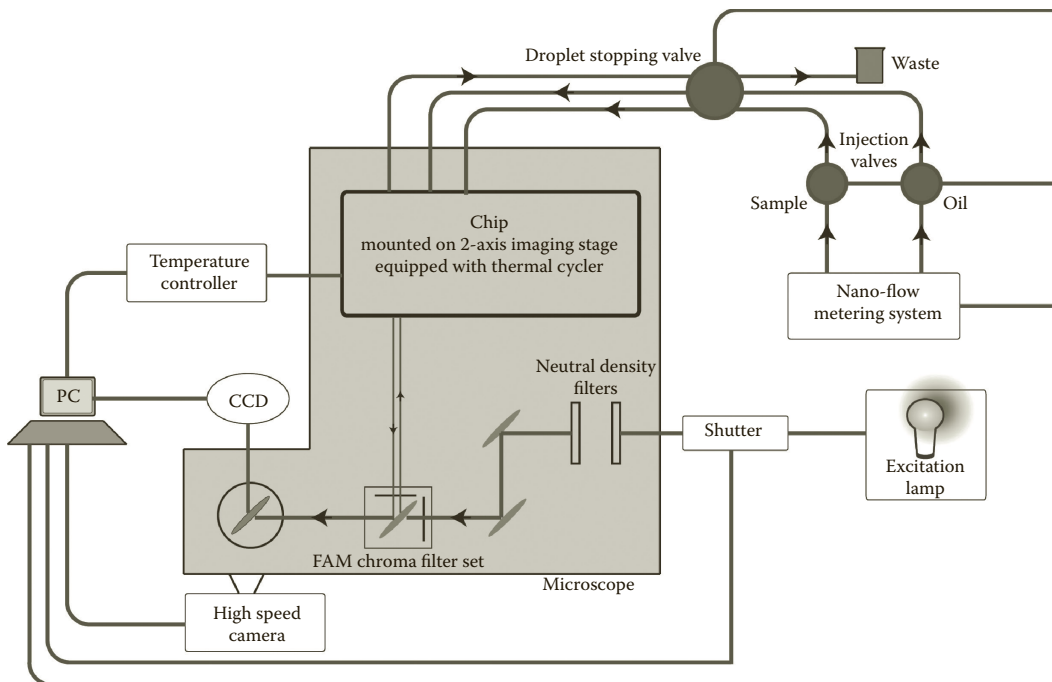 Droplet stopping valve
Waste
Injection
valves
Sample
Oil
Chip
mounted on 2-axis imaging stage
equipped with thermal cycler
Temperature
controller
Nano-flow
metering system
Neutral density
filters
PC
CCD
Shutter
Excitation
lamp
FAM chroma filter set
Microscope
High speed
camera